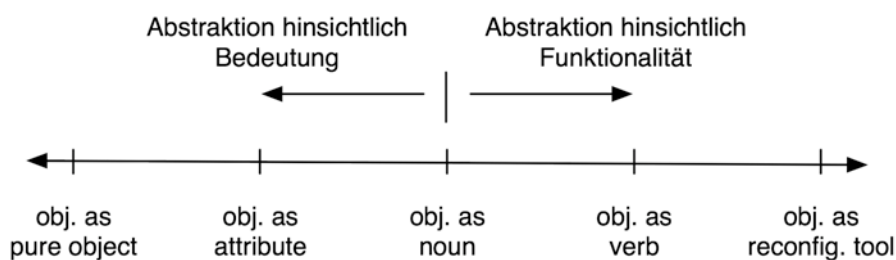 Abstraktion hinsichtlich
Bedeutung
Abstraktion hinsichtlich
Funktionalität
obj. as
pure object
obj. as
attribute
obj. as
noun
obj. as
verb
obj. as
reconfig. tool